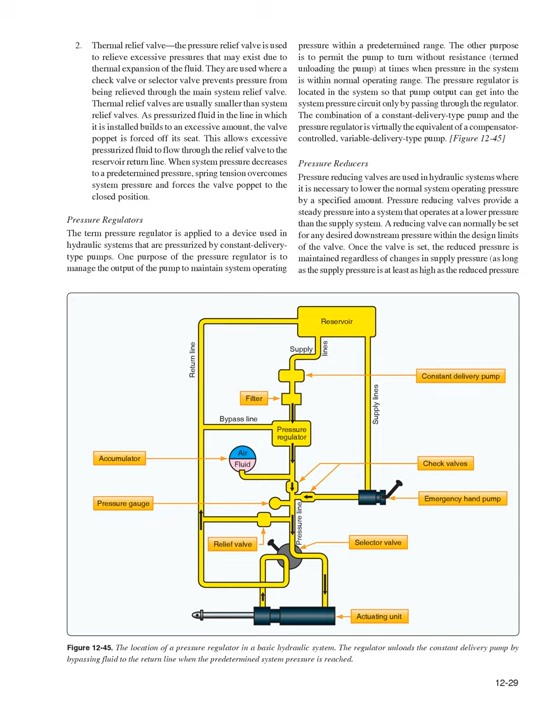 2. Thermal relief valve—the pressure relief valve is used
to relieve excessive pressures that may exist due to
thermal expansion of the fluid. They are used where a
check valve or selector valve prevents pressure from
being relieved through the main system relief valve.
Thermal relief valves are usually smaller than system
relief valves. As pressurized fluid in the line in which
it is installed builds to an excessive amount, the valve
poppet is forced off its seat. This allows excessive
pressurized fluid to flow through the relief valve to the
reservoir return line. When system pressure decreases
to a predetermined pressure, spring tension overcomes
system pressure and forces the valve poppet to the
closed position.
Pressure Regulators
The term pressure regulator is applied to a device used in
hydraulic systems that are pressurized by constant-delivery-
type pumps. One purpose of the pressure regulator is to
manage the output of the pump to maintain system operating
pressure within a predetermined range. The other purpose
is to permit the pump to turn without resistance (termed
unloading the pump) at times when pressure in the system
is within normal operating range. The pressure regulator is
located in the system so that pump output can get into the
system pressure circuit only by passing through the regulator.
The combination of a constant-delivery-type pump and the
pressure regulator is virtually the equivalent of a compensator-
controlled, variable-delivery-type pump. [Figure 12-45]
Pressure Reducers
Pressure reducing valves are used in hydraulic systems where
it is necessary to lower the normal system operating pressure
by a specified amount. Pressure reducing valves provide a
steady pressure into a system that operates at a lower pressure
than the supply system. A reducing valve can normally be set
for any desired downstream pressure within the design limits
of the valve. Once the valve is set, the reduced pressure is
maintained regardless of changes in supply pressure (as long
as the supply pressure is at least as high as the reduced pressure
Reservoir
Return line
Supply
lines
Constant delivery pump
Filter
Supply lines
Bypass line
Pressure
regulator
Air
Fluid
Accumulator
Check valves
Pressure gauge
Emergency hand pump
Pressure line
Relief valve
Selector valve
Actuating unit
Figure 12-45. The location of a pressure regulator in a basic hydraulic system. The regulator unloads the constant delivery pump by
bypassing fluid to the return line when the predetermined system pressure is reached.
12-29